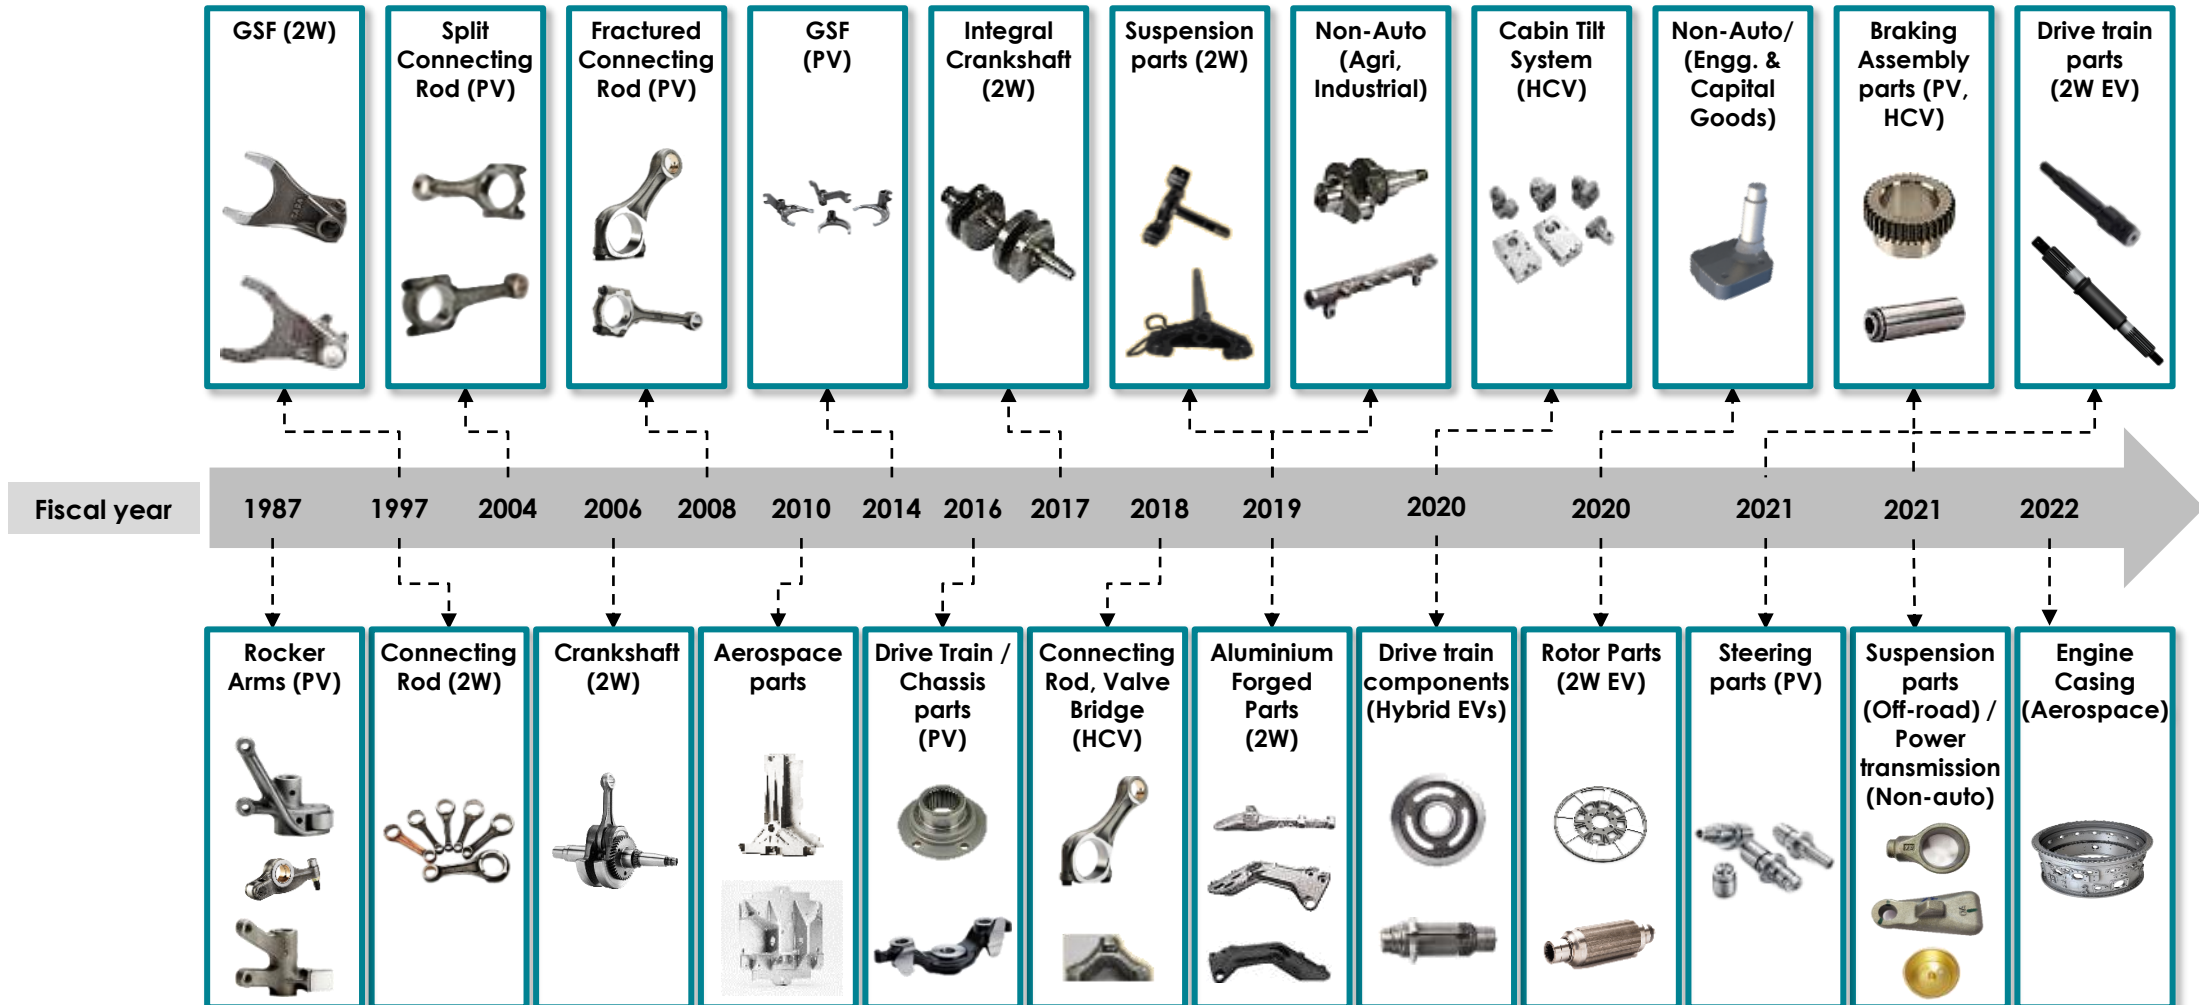 GSF (2W)
Split
Connecting
Rod (PV)
Fractured
Connecting
Rod (PV)
GSF
(PV)
Integral
Crankshaft
(2W)
Suspension
parts (2W)
Non-Auto
(Agri,
Industrial)
Cabin Tilt
System
(HCV)
Non-Auto/
(Engg. &
Capital
Goods)
Braking
Assembly
parts (PV,
HCV)
Drive train
parts
(2W EV)
Fiscal year
1987
1997
2004
2006
2008
2010
2014
2016
2017
2018
2019
2020
2020
2021
2021
2022
Rocker
Arms (PV)
Connecting
Rod (2W)
Crankshaft
(2W)
Aerospace
parts
Drive Train /
Chassis
parts
(PV)
Connecting
Rod, Valve
Bridge
(HCV)
Aluminium
Forged
Parts
(2W)
Drive train
components
(Hybrid EVs)
Rotor Parts
(2W EV)
Steering
parts (PV)
Suspension
parts
(Off-road) /
Power
transmission
(Non-auto)
Engine
Casing
(Aerospace)